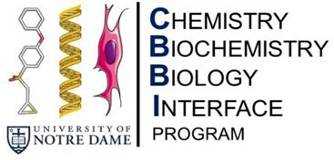 UNIVERSITY OF
NOTRE DAME
CHEMISTRY
BIOCHEMISTRY
BIOLOGY
INTERFACE
PROGRAM